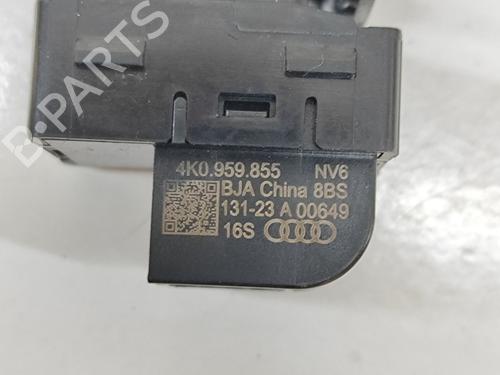 B-PARTS
4K0.959.855 NV6
BJA China 8BS
131-23 A 00649
16S